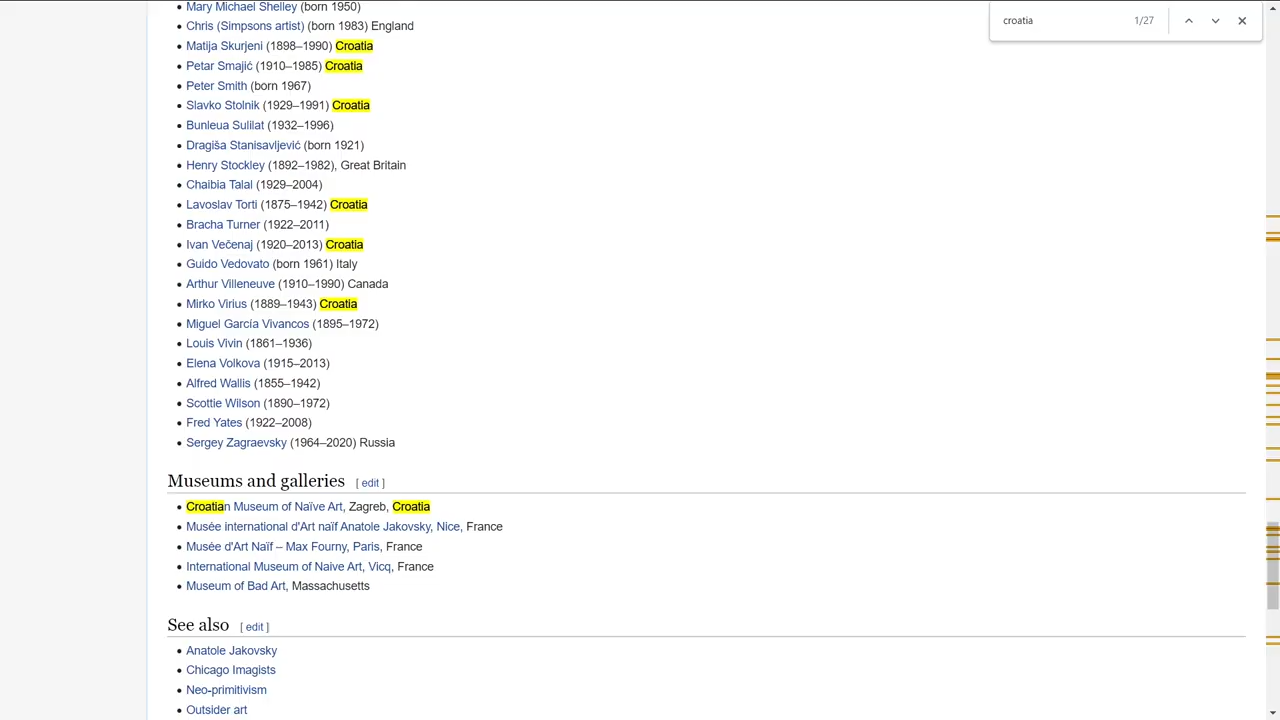 Mary Michael Shelley (born 1950)
croatia 1/27
Chris (Simpsons artist) (born 1983) England
Matija Skurjeni (1898–1990) Croatia
Petar Smajić (1910–1985) Croatia
Peter Smith (born 1967)
Slavko Stolnik (1929–1991) Croatia
Bunleua Sulilat (1932–1996)
Dragiša Stanisavljević (born 1921)
Henry Stockley (1892–1982), Great Britain
Chaibia Talal (1929–2004)
Lavoslav Torti (1875–1942) Croatia
Bracha Turner (1922–2011)
Ivan Večenaj (1920–2013) Croatia
Guido Vedovato (born 1961) Italy
Arthur Villeneuve (1910–1990) Canada
Mirko Virius (1889–1943) Croatia
Miguel García Vivancos (1895–1972)
Louis Vivin (1861–1936)
Elena Volkova (1915–2013)
Alfred Wallis (1855–1942)
Scottie Wilson (1890–1972)
Fred Yates (1922–2008)
Sergey Zagraevsky (1964–2020) Russia
Museums and galleries [ edit ]
Croatian Museum of Naïve Art, Zagreb, Croatia
Musée international d'Art naïf Anatole Jakovsky, Nice, France
Musée d'Art Naïf – Max Fourny, Paris, France
International Museum of Naive Art, Vicq, France
Museum of Bad Art, Massachusetts
See also [ edit ]
Anatole Jakovsky
Chicago Imagists
Neo-primitivism
Outsider art